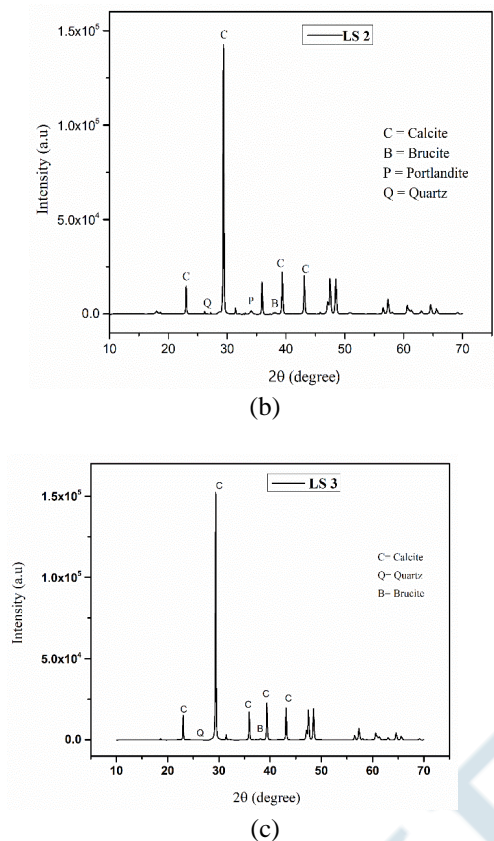 LS 2
C
1.5x10⁵
1.0x10⁵
5.0x10⁴
0.0
Intensity (a.u)
C = Calcite
B = Brucite
P = Portlandite
Q = Quartz
C
Q
P
B
C
C
10 20 30 40 50 60 70
2θ (degree)
(b)
LS 3
C
1.5x10⁵
1.0x10⁵
5.0x10⁴
0.0
Intensity (a.u)
C= Calcite
Q= Quartz
B= Brucite
C
Q
C
B
C
C
10 20 30 40 50 60 70
2θ (degree)
(c)